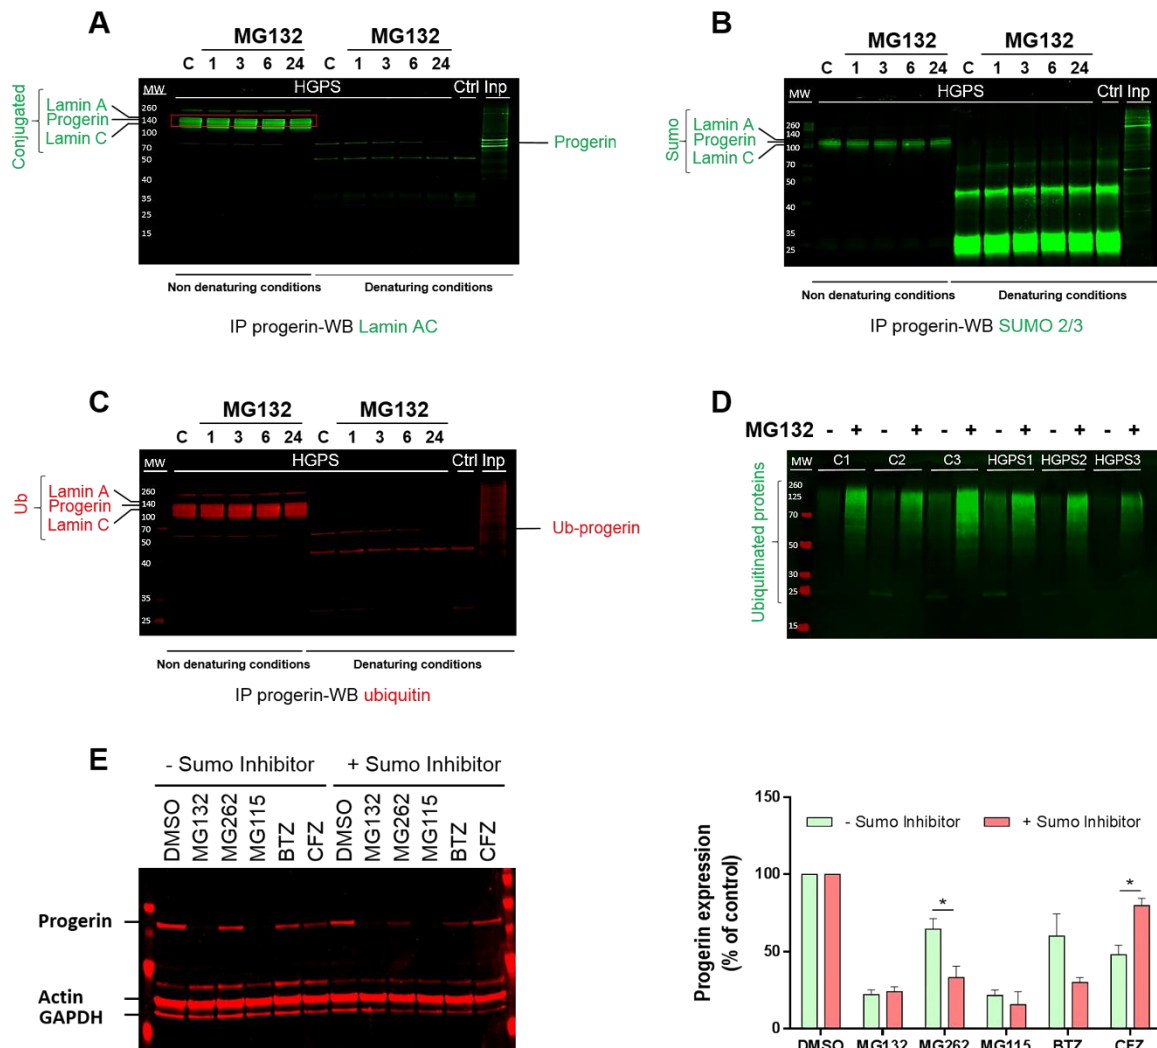 A
MG132 MG132
C 1 3 6 24 C 1 3 6 24
MW HGPS Ctrl Inp
Conjugated
Lamin A
Progerin
Lamin C
260
140
100
70
50
35
25
15
Progerin
Non denaturing conditions Denaturing conditions
IP progerin-WB Lamin AC
B
MG132 MG132
C 1 3 6 24 C 1 3 6 24
MW HGPS Ctrl Inp
Sumo
Lamin A
Progerin
Lamin C
260
140
100
70
50
40
35
25
Non denaturing conditions Denaturing conditions
IP progerin-WB SUMO 2/3
C
MG132 MG132
C 1 3 6 24 C 1 3 6 24
MW HGPS Ctrl Inp
Ub
Lamin A
Progerin
Lamin C
260
140
100
70
50
35
25
Ub-progerin
Non denaturing conditions Denaturing conditions
IP progerin-WB ubiquitin
D
MG132 - + - + - + - + - + - +
MW C1 C2 C3 HGPS1 HGPS2 HGPS3
Ubiquitinated proteins
260
125
70
50
30
25
15
E
- Sumo Inhibitor + Sumo Inhibitor
DMSO MG132 MG262 MG115 BTZ CFZ DMSO MG132 MG262 MG115 BTZ CFZ
Progerin
Actin
GAPDH
Progerin expression
(% of control)
150
100
50
0
- Sumo Inhibitor + Sumo Inhibitor
* *
DMSO MG132 MG262 MG115 BTZ CFZ